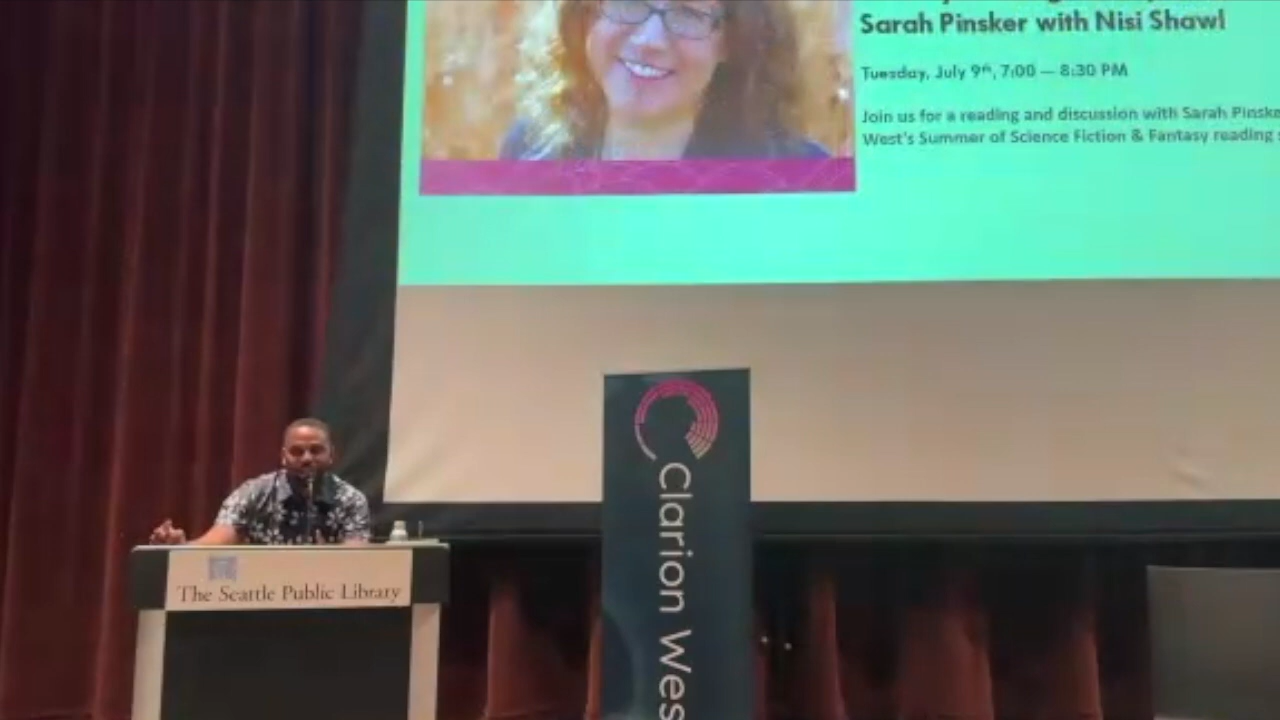 Sarah Pinsker with Nisi Shawl
Tuesday, July 9th, 7:00 — 8:30 PM
Join us for a reading and discussion with Sarah Pinske
West's Summer of Science Fiction & Fantasy reading
Clarion Wes
The Seattle Public Library